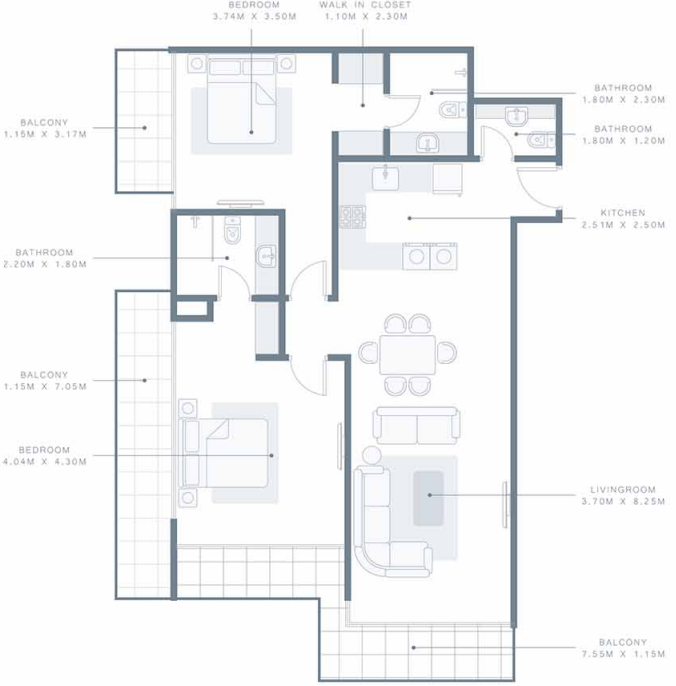 BEDROOM
3.74M X 3.50M
WALK IN CLOSET
1.10M X 2.30M
BATHROOM
1.80M X 2.30M
BALCONY
1.15M X 3.17M
BATHROOM
1.80M X 1.20M
KITCHEN
2.51M X 2.50M
BATHROOM
2.20M X 1.80M
BALCONY
1.15M X 7.05M
BEDROOM
4.04M X 4.30M
LIVINGROOM
3.70M X 8.25M
BALCONY
7.55M X 1.15M